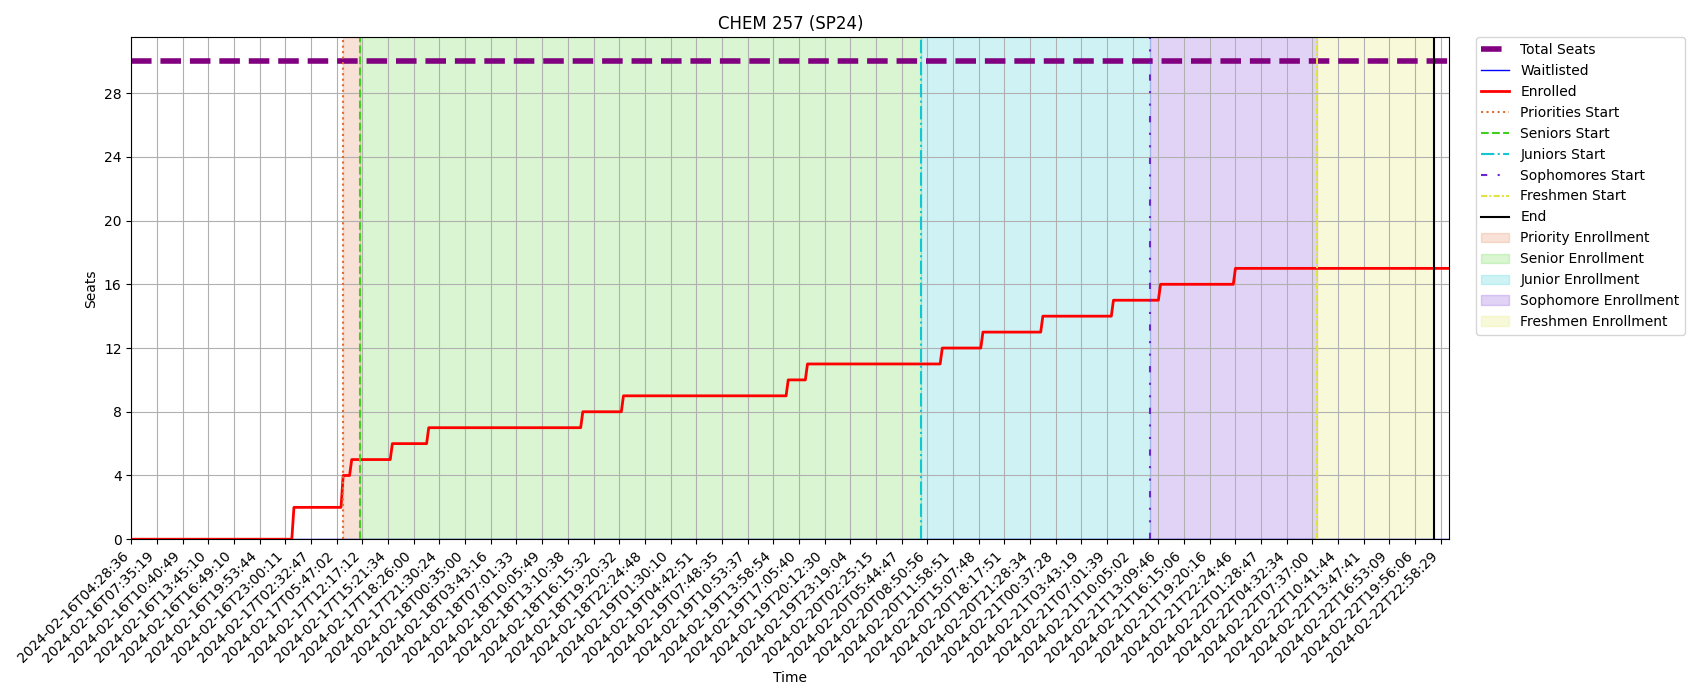 CHEM 257 (SP24)
Seats
28
24
20
16
12
8
4
0
2024-02-16T04:28:36
2024-02-16T07:35:19
2024-02-16T10:40:49
2024-02-16T13:45:10
2024-02-16T16:49:10
2024-02-16T19:53:44
2024-02-16T23:00:11
2024-02-17T02:32:47
2024-02-17T05:47:02
2024-02-17T12:17:12
2024-02-17T15:21:34
2024-02-17T18:26:00
2024-02-17T21:30:24
2024-02-18T00:35:00
2024-02-18T03:43:16
2024-02-18T07:01:33
2024-02-18T10:05:49
2024-02-18T13:10:38
2024-02-18T16:15:32
2024-02-18T19:20:32
2024-02-18T22:24:48
2024-02-19T01:30:10
2024-02-19T04:42:51
2024-02-19T07:48:35
2024-02-19T10:53:37
2024-02-19T13:58:54
2024-02-19T17:05:40
2024-02-19T20:12:30
2024-02-19T23:19:04
2024-02-20T02:25:15
2024-02-20T05:44:47
2024-02-20T08:50:56
2024-02-20T11:58:51
2024-02-20T15:07:48
2024-02-20T18:17:51
2024-02-20T21:28:34
2024-02-21T00:37:28
2024-02-21T03:43:19
2024-02-21T07:01:39
2024-02-21T10:05:02
2024-02-21T13:09:46
2024-02-21T16:15:06
2024-02-21T19:20:16
2024-02-21T22:24:46
2024-02-22T01:28:47
2024-02-22T04:32:34
2024-02-22T07:37:00
2024-02-22T10:41:44
2024-02-22T13:47:41
2024-02-22T16:53:09
2024-02-22T19:56:06
2024-02-22T22:58:29
Time
Total Seats
Waitlisted
Enrolled
Priorities Start
Seniors Start
Juniors Start
Sophomores Start
Freshmen Start
End
Priority Enrollment
Senior Enrollment
Junior Enrollment
Sophomore Enrollment
Freshmen Enrollment